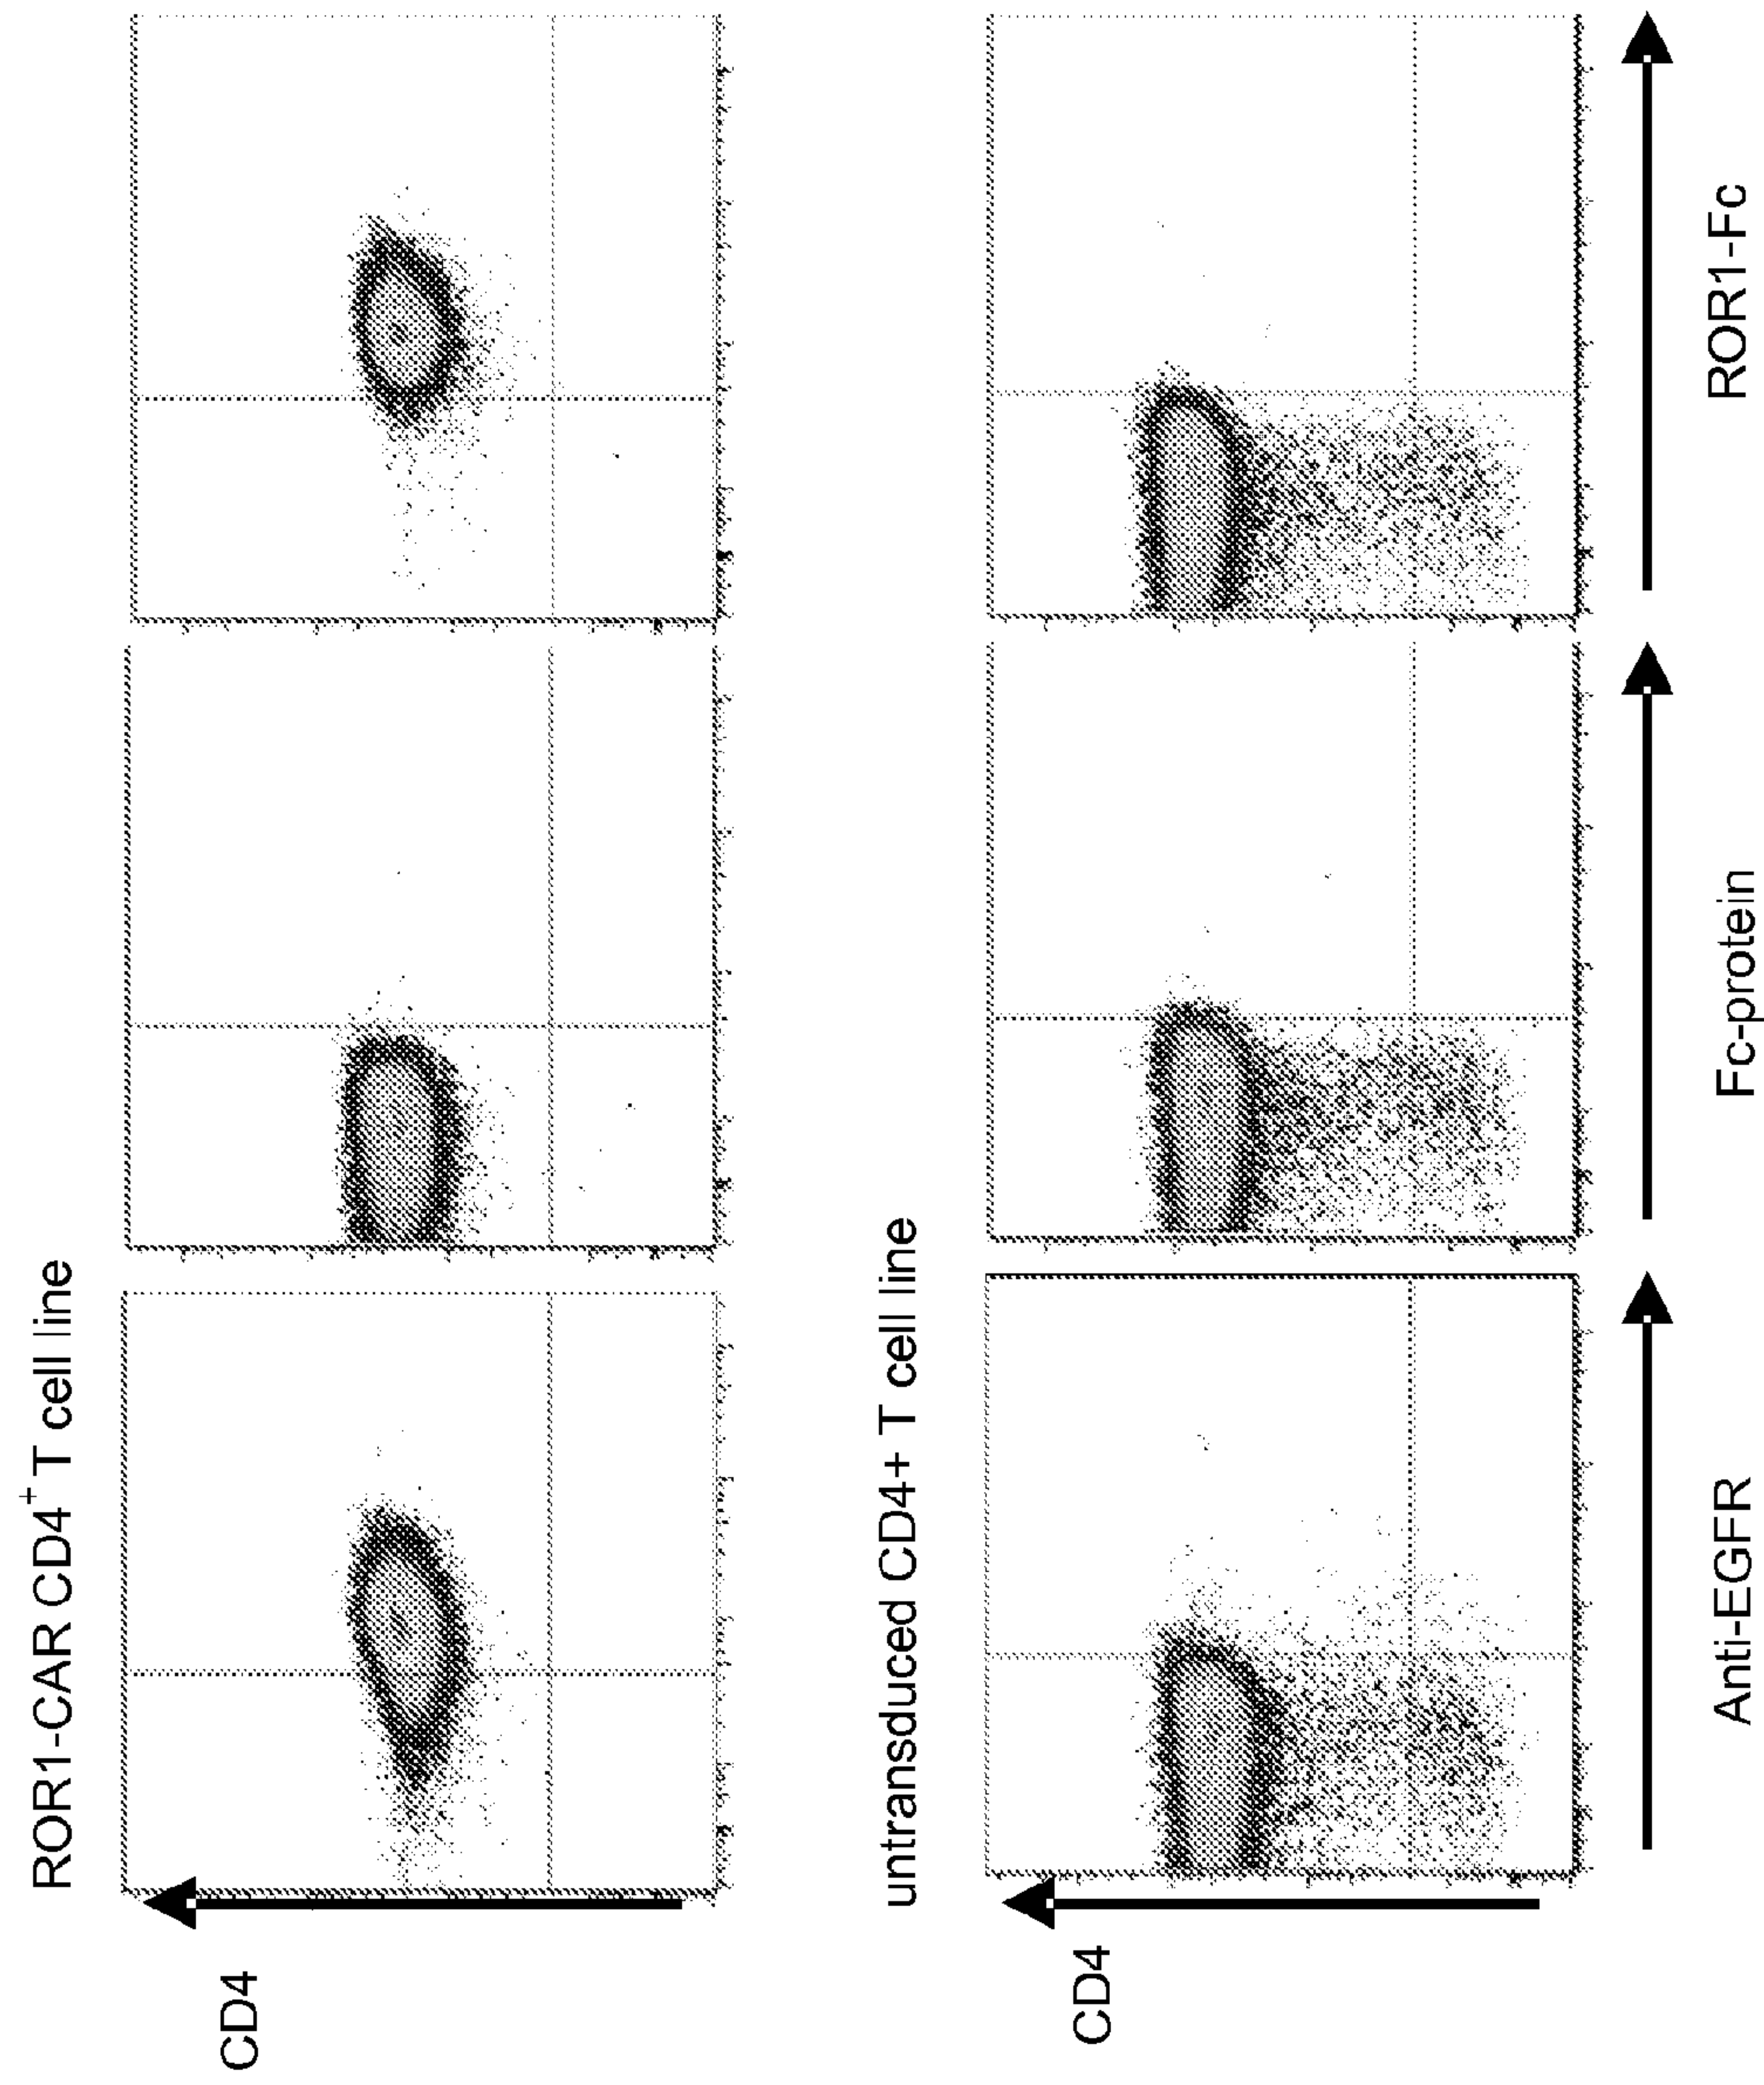 ROR1-CAR CD4⁺ T cell line
CD4
untransduced CD4+ T cell line
CD4
Anti-EGFR
Fc-protein
ROR1-Fc